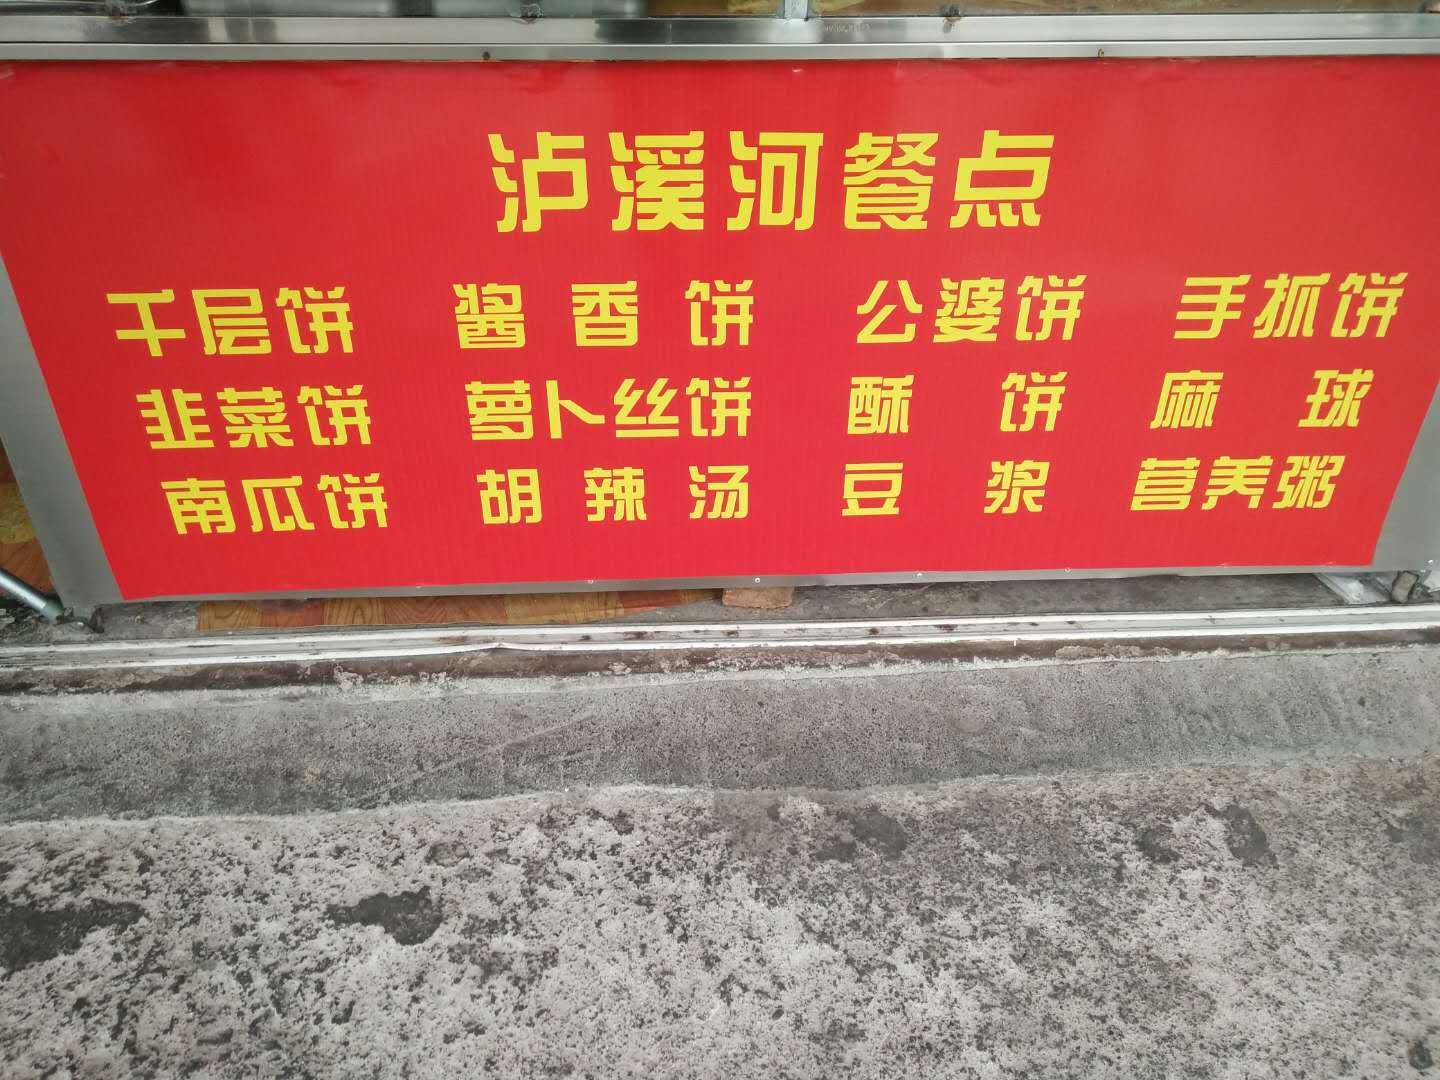 泸溪河餐点
千层饼 酱香饼 公婆饼 手抓饼
韭菜饼 萝卜丝饼 酥饼 麻球
南瓜饼 胡辣汤 豆浆 营养粥